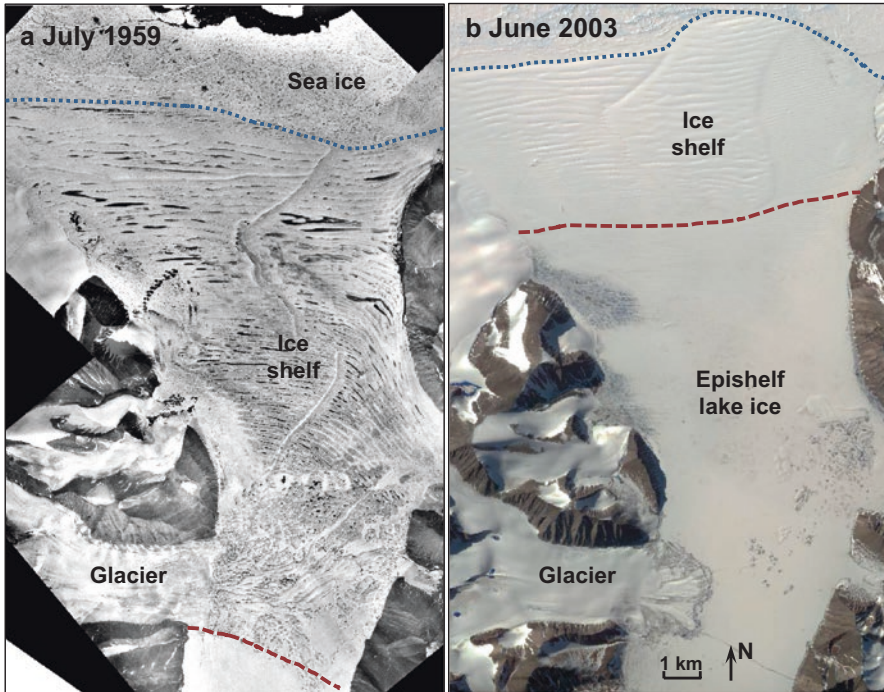 a July 1959
Sea ice
Ice
shelf
Glacier
b June 2003
Ice
shelf
Epishelf
lake ice
Glacier
1 km
N